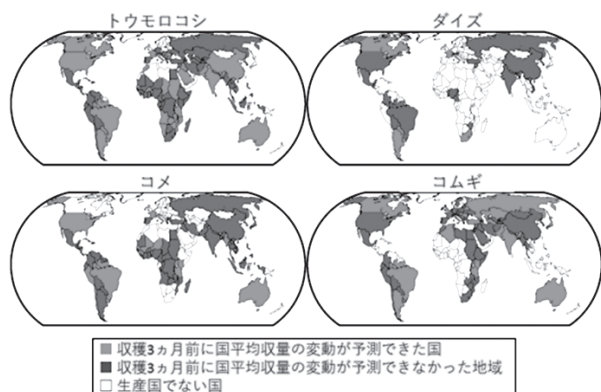 トウモロコシ
ダイズ
コメ
コムギ
収穫3ヵ月前に国平均収量の変動が予測できた国
収穫3ヵ月前に国平均収量の変動が予測できなかった地域
生産国でない国